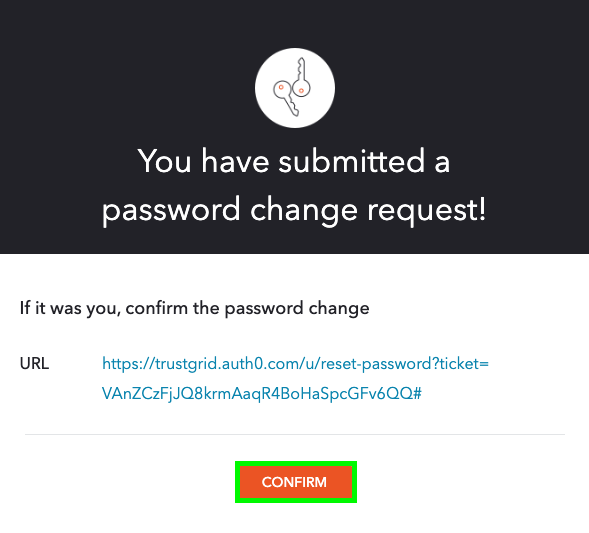 You have submitted a
password change request!
If it was you, confirm the password change
URL
https://trustgrid.auth0.com/u/reset-password?ticket=
VAnZCzFjJQ8krmAaqR4BoHaSpcGFv6QQ#
CONFIRM